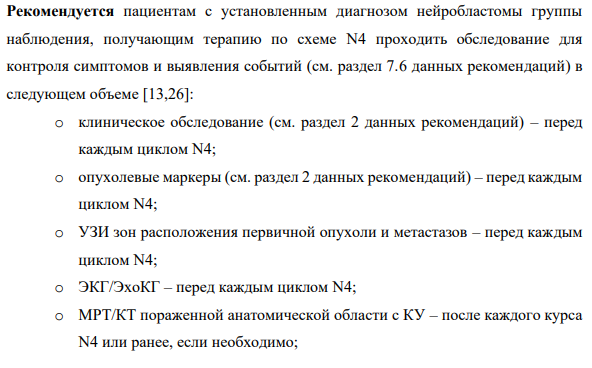 Рекомендуется пациентам с установленным диагнозом нейробластомы группы
наблюдения, получающим терапию по схеме N4 проходить обследование для
контроля симптомов и выявления событий (см. раздел 7.6 данных рекомендаций) в
следующем объеме [13,26]:
o клиническое обследование (см. раздел 2 данных рекомендаций) – перед
каждым циклом N4;
o опухолевые маркеры (см. раздел 2 данных рекомендаций) – перед каждым
циклом N4;
o УЗИ зон расположения первичной опухоли и метастазов – перед каждым
циклом N4;
o ЭКГ/ЭхоКГ – перед каждым циклом N4;
o МРТ/КТ пораженной анатомической области с КУ – после каждого курса
N4 или ранее, если необходимо;